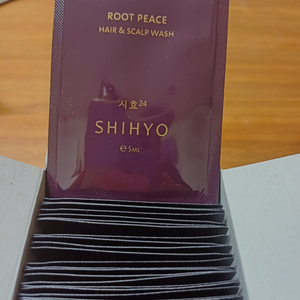 ROOT PEACE
HAIR & SCALP WASH
시효24
SHIHYO
℮5ML